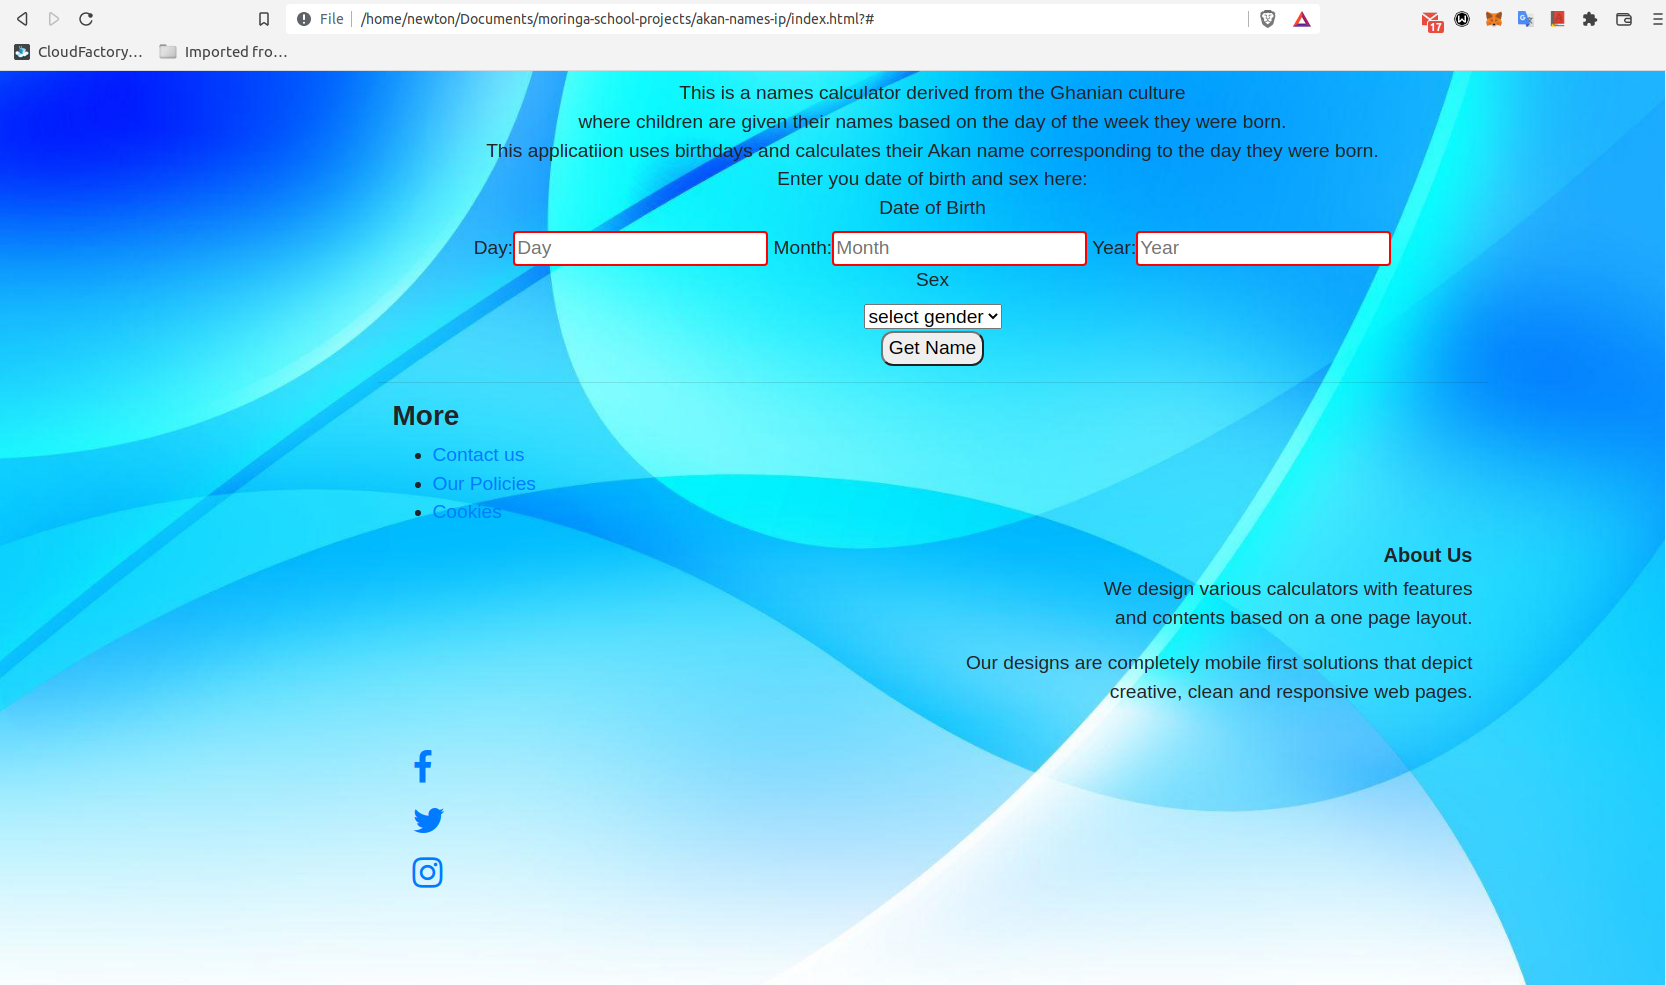 File /home/newton/Documents/moringa-school-projects/akan-names-ip/index.html?#
17
CloudFactory… Imported fro…
This is a names calculator derived from the Ghanian culture
where children are given their names based on the day of the week they were born.
This applicatiion uses birthdays and calculates their Akan name corresponding to the day they were born.
Enter you date of birth and sex here:
Date of Birth
Day: Day Month: Month Year: Year
Sex
select gender
Get Name
More
Contact us
Our Policies
Cookies
About Us
We design various calculators with features
and contents based on a one page layout.
Our designs are completely mobile first solutions that depict
creative, clean and responsive web pages.